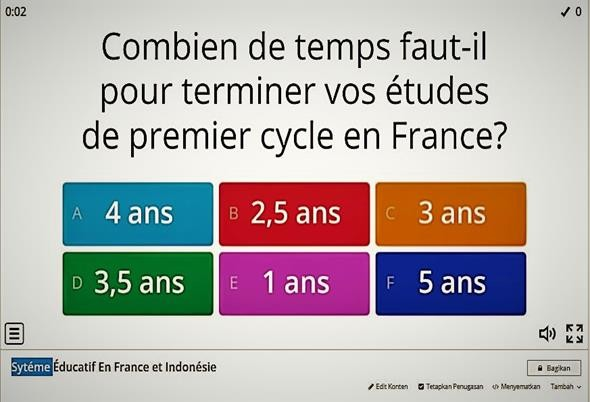 0:02
✓ 0
Combien de temps faut-il
pour terminer vos études
de premier cycle en France?
A 4 ans
B 2,5 ans
C 3 ans
D 3,5 ans
E 1 ans
F 5 ans
Sytéme Éducatif En France et Indonésie
Bagikan
Edit Konten
Tetapkan Penugasan
</> Menyematkan
Tambah